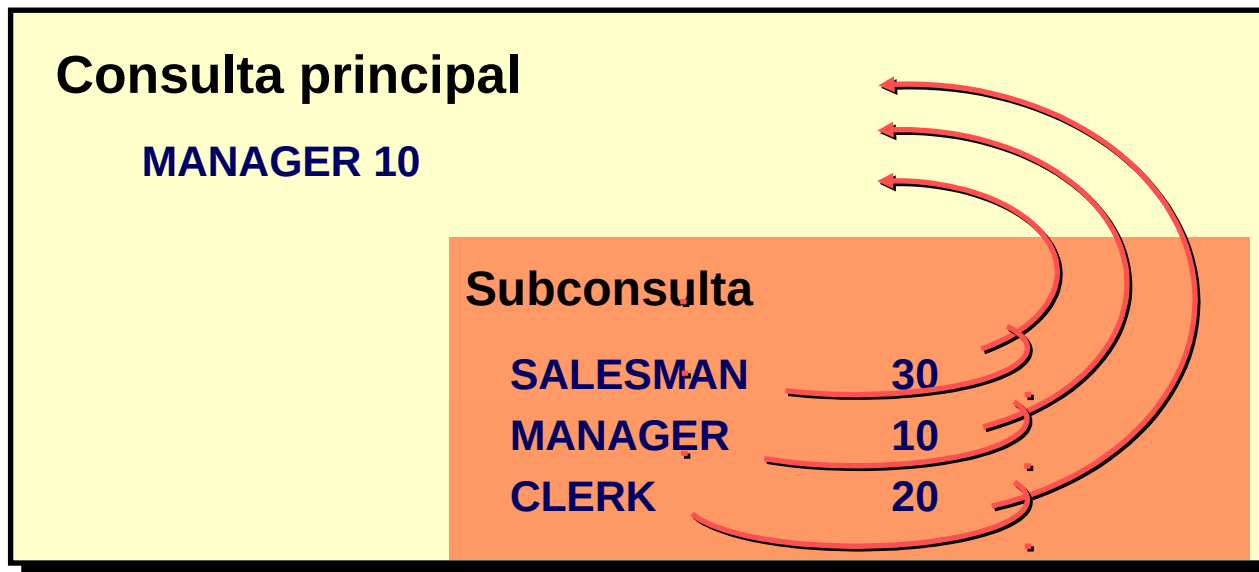 Consulta principal
MANAGER 10
Subconsulta
SALESMAN 30
MANAGER 10
CLERK 20